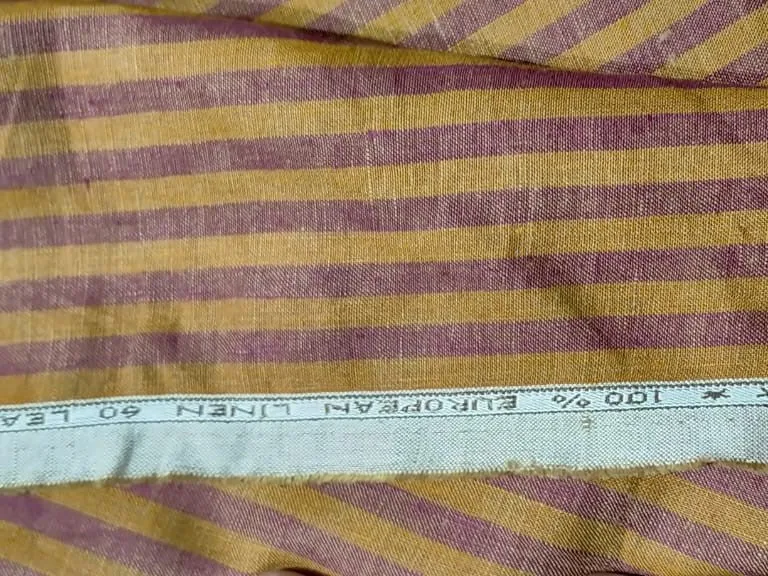 * 100 % EUROPEAN LINEN 60 LEA